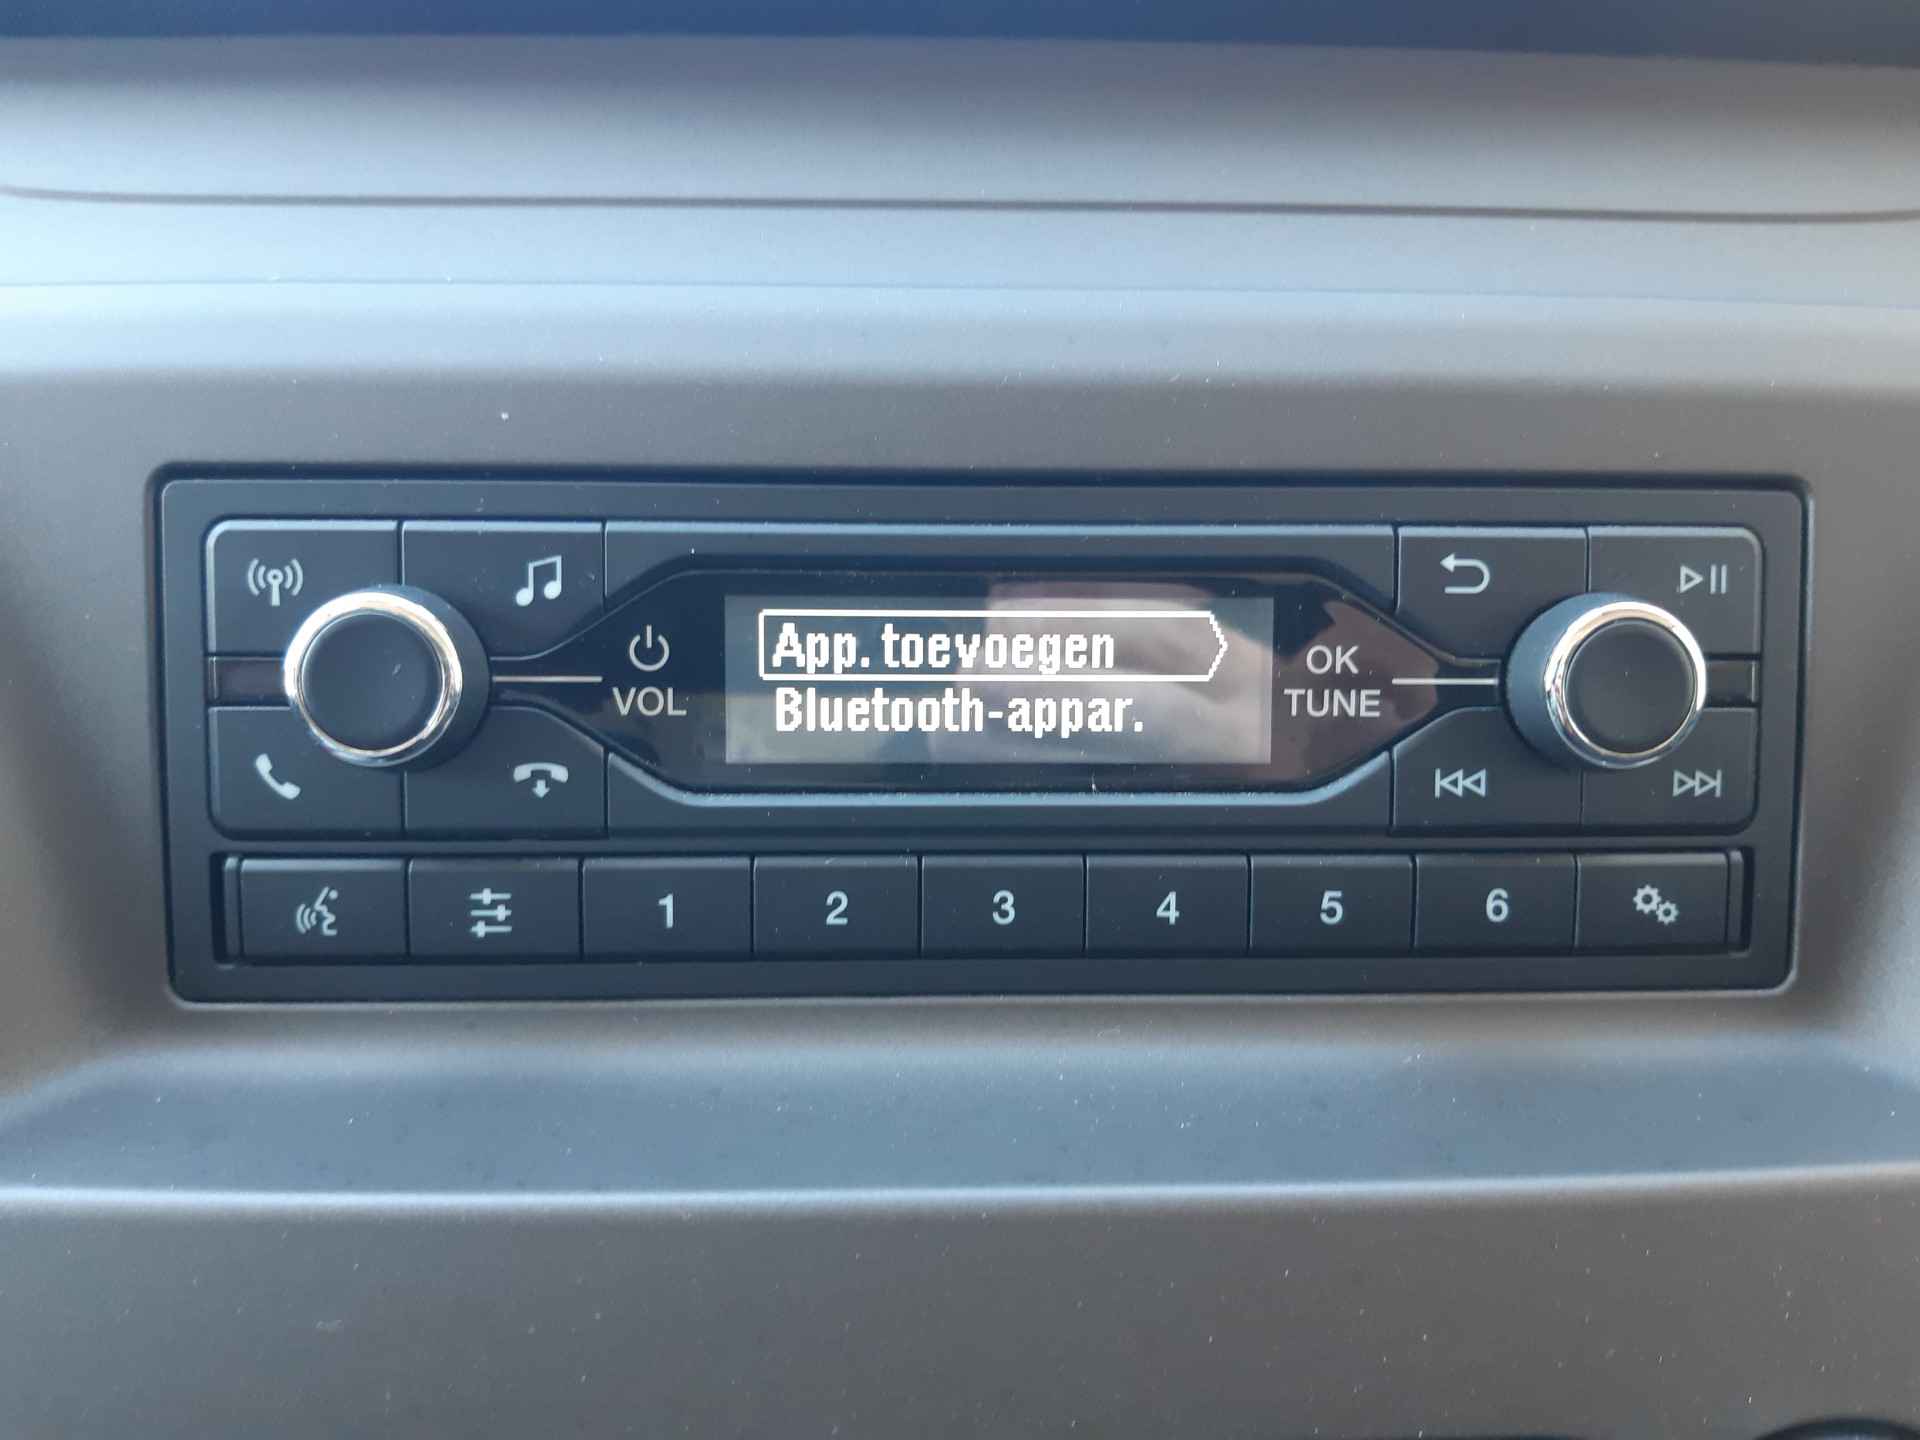 App. toevoegen
Bluetooth-appar.
VOL
OK
TUNE
1 2 3 4 5 6